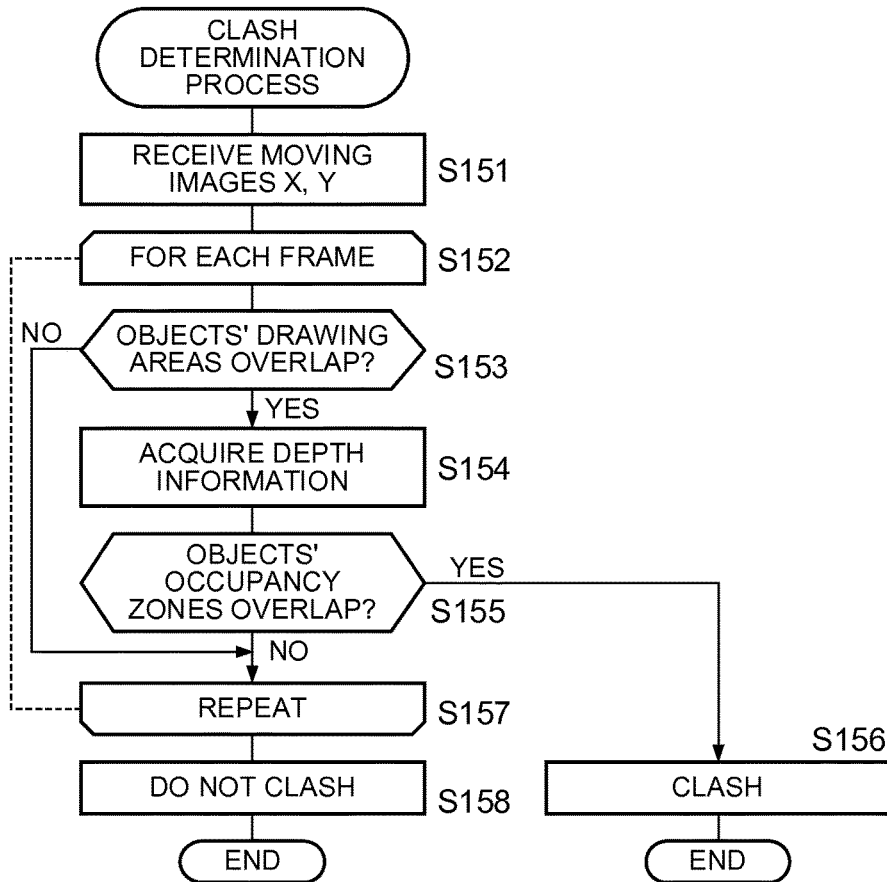 CLASH
DETERMINATION
PROCESS
RECEIVE MOVING
IMAGES X, Y
S151
FOR EACH FRAME
S152
NO
OBJECTS' DRAWING
AREAS OVERLAP?
S153
YES
ACQUIRE DEPTH
INFORMATION
S154
OBJECTS'
OCCUPANCY
ZONES OVERLAP?
YES
S155
NO
REPEAT
S157
S156
DO NOT CLASH
S158
CLASH
END
END